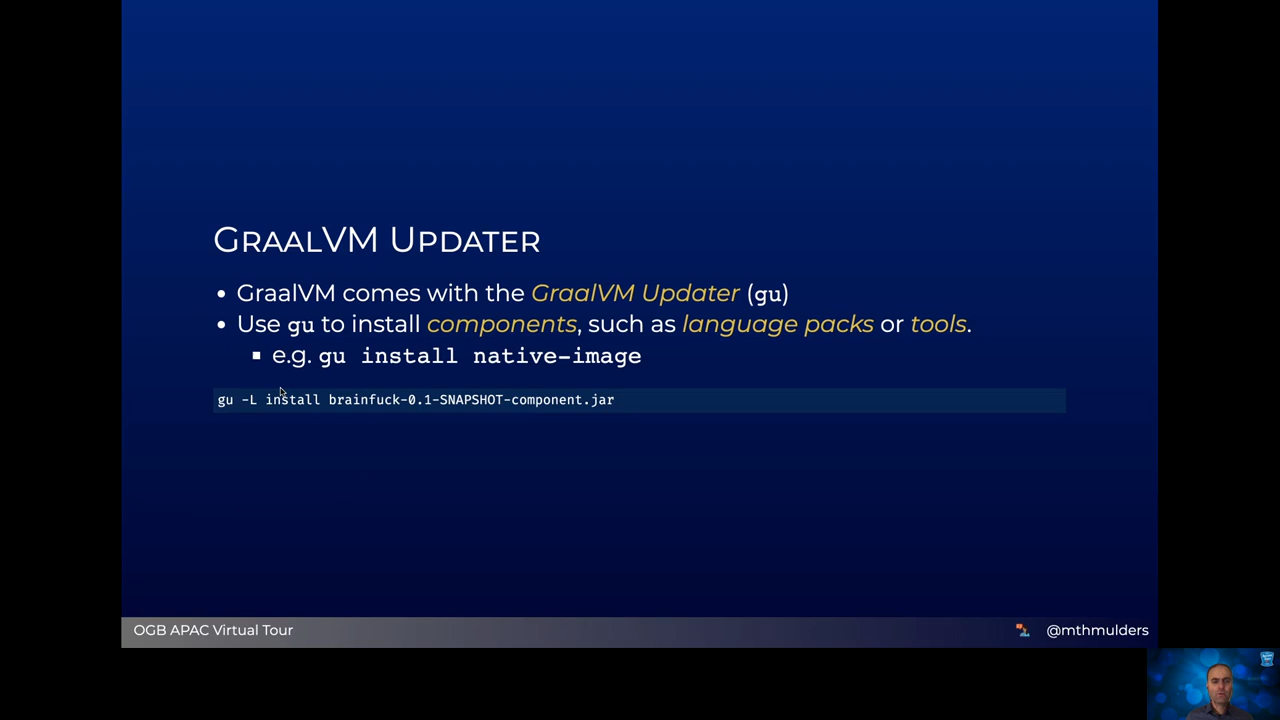 GraalVM Updater
• GraalVM comes with the GraalVM Updater (gu)
• Use gu to install components, such as language packs or tools.
▪ e.g. gu install native-image
gu -L install brainfuck-0.1-SNAPSHOT-component.jar
OGB APAC Virtual Tour
@mthmulders